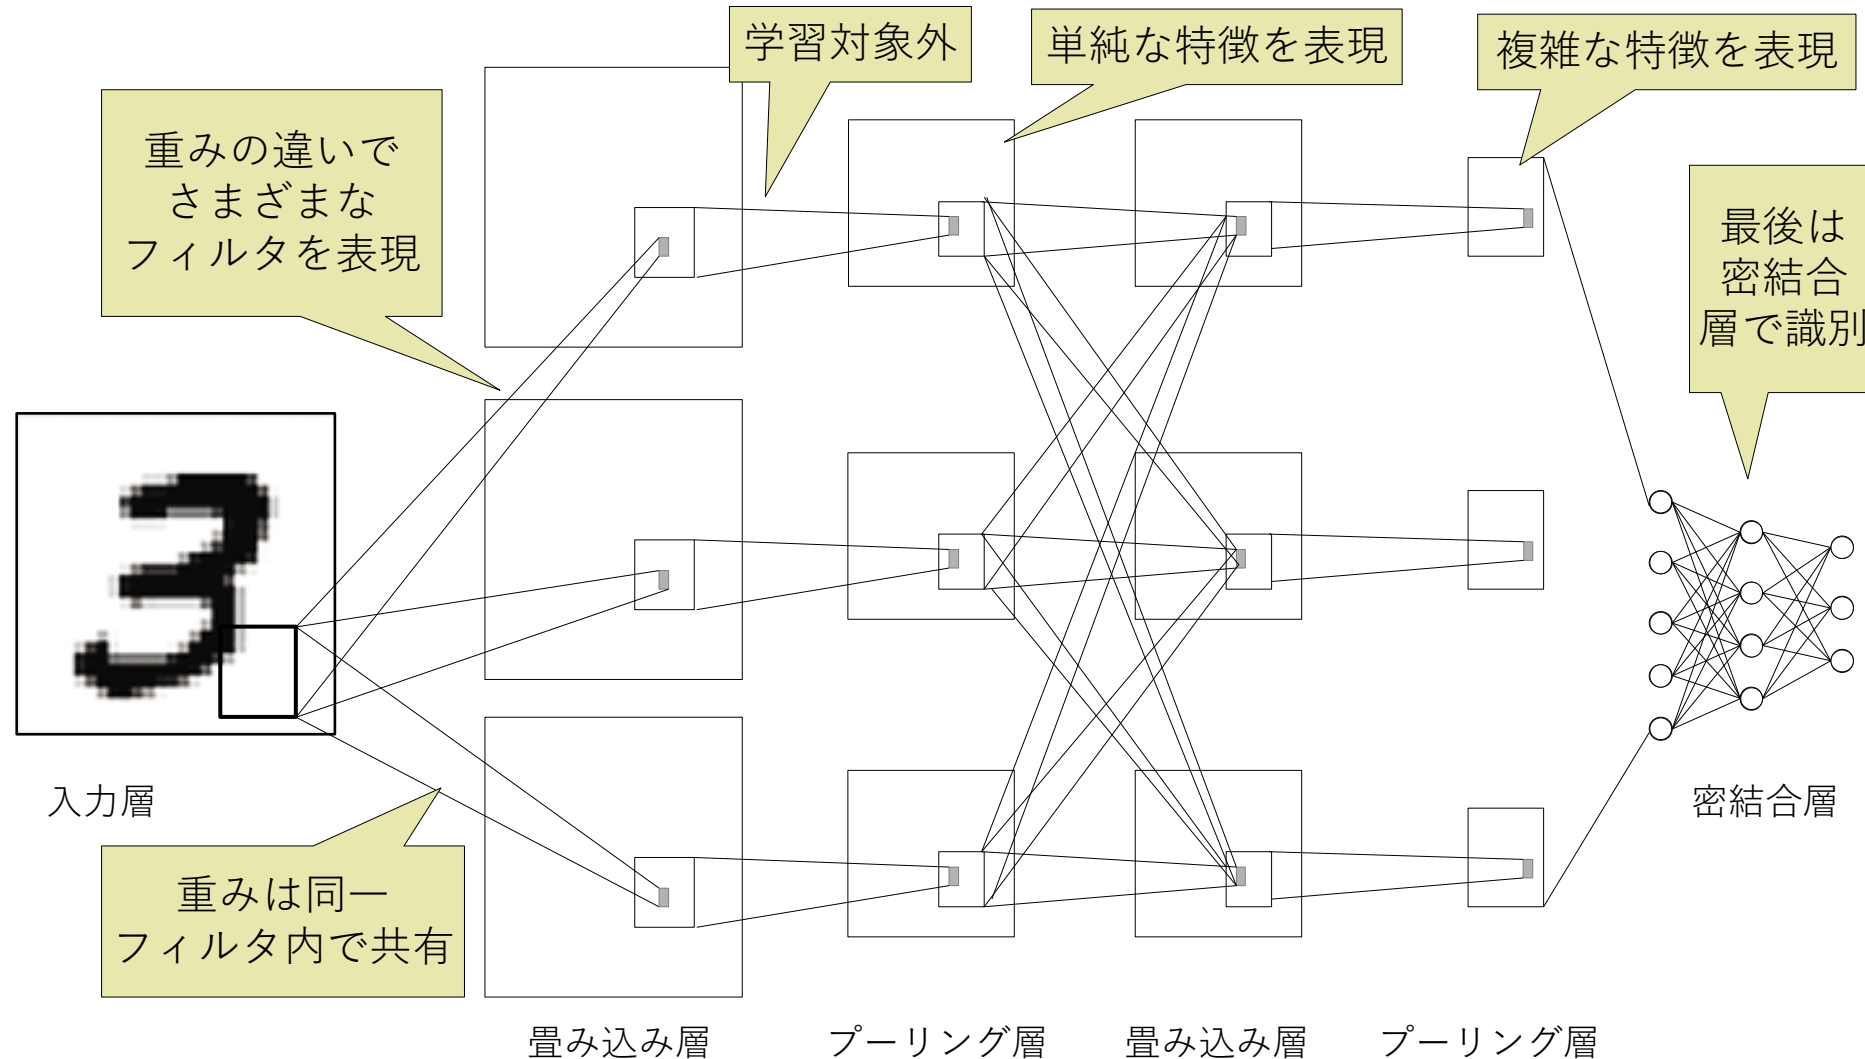 学習対象外
単純な特徴を表現
複雑な特徴を表現
重みの違いで
さまざまな
フィルタを表現
最後は
密結合
層で識別
入力層
密結合層
重みは同一
フィルタ内で共有
畳み込み層
プーリング層
畳み込み層
プーリング層